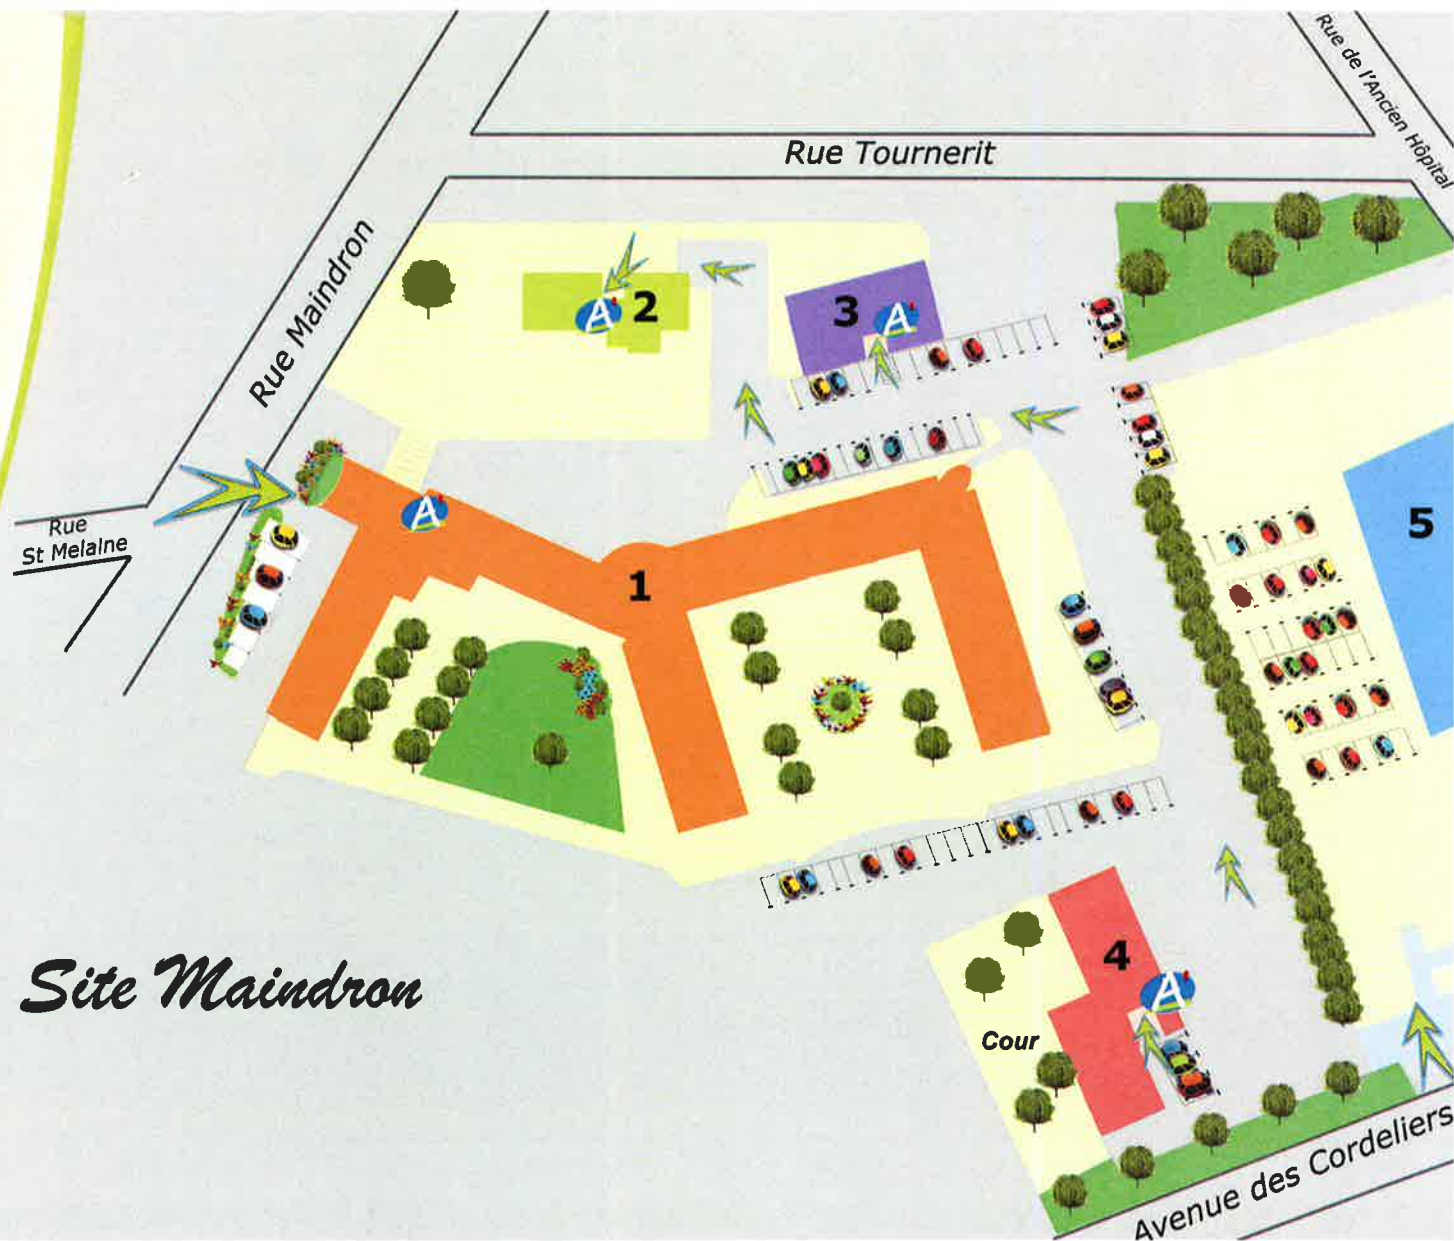 Rue de l'Ancien Hôpital
Rue Tournerit
Rue Maindron
2
3
A
A
Rue
St Melaine
A
5
1
4
A
Site Maindron
Cour
Avenue des Cordeliers